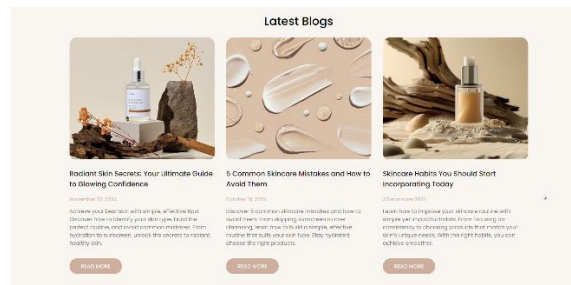 Latest Blogs
Radiant Skin Secrets: Your Ultimate Guide
to Glowing Confidence
Achieve your best skin with simple, effective tips!
Discover how to identify your skin type, build the
perfect routine, and avoid common mistakes. From
hydration to sunscreen, unlock the secrets to radiant,
healthy skin.
READ MORE
5 Common Skincare Mistakes and How to
Avoid Them
October 31, 2024
Discover 5 common skincare mistakes and how to
avoid them. From skipping sunscreen to over
cleansing, learn how to build a simple, effective
routine that suits your skin type. Stay hydrated,
choose the right products.
READ MORE
Skincare Habits You Should Start
Incorporating Today
Learn how to improve your skincare routine with
simple yet impactful habits. From focusing on
consistency to choosing products that match your
skin's unique needs. With the right habits, you can
achieve smoother.
READ MORE